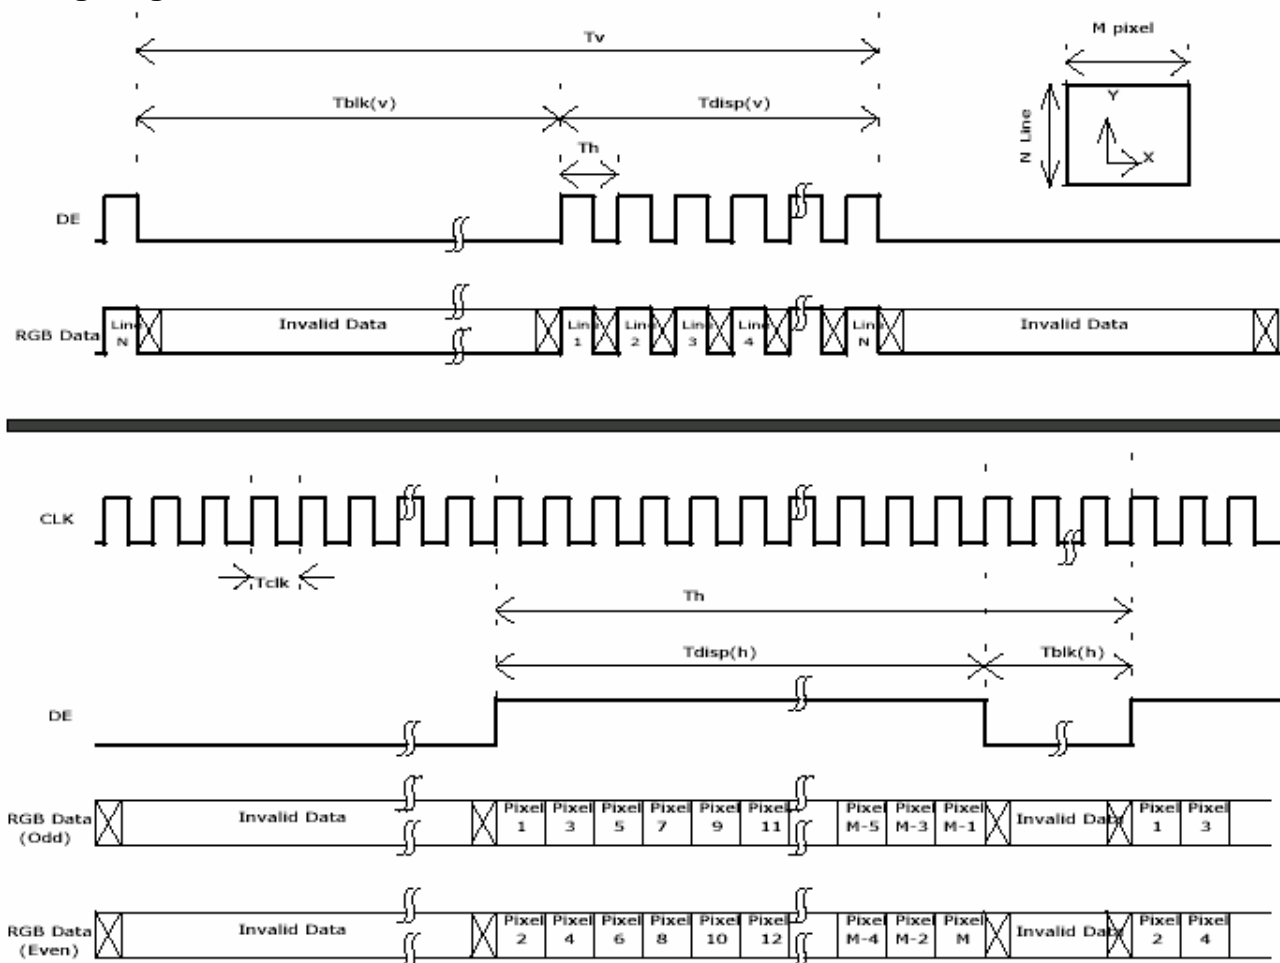 Tv
M pixel
Tblk(v)
Tdisp(v)
Y
N Line
Th
X
DE
RGB Data
Line N
Invalid Data
Line 1
Line 2
Line 3
Line 4
Line N
Invalid Data
CLK
Tclk
Th
Tdisp(h)
Tblk(h)
DE
RGB Data
(Odd)
Invalid Data
Pixel 1
Pixel 3
Pixel 5
Pixel 7
Pixel 9
Pixel 11
Pixel M-5
Pixel M-3
Pixel M-1
Invalid Data
Pixel 1
Pixel 3
RGB Data
(Even)
Invalid Data
Pixel 2
Pixel 4
Pixel 6
Pixel 8
Pixel 10
Pixel 12
Pixel M-4
Pixel M-2
Pixel M
Invalid Data
Pixel 2
Pixel 4